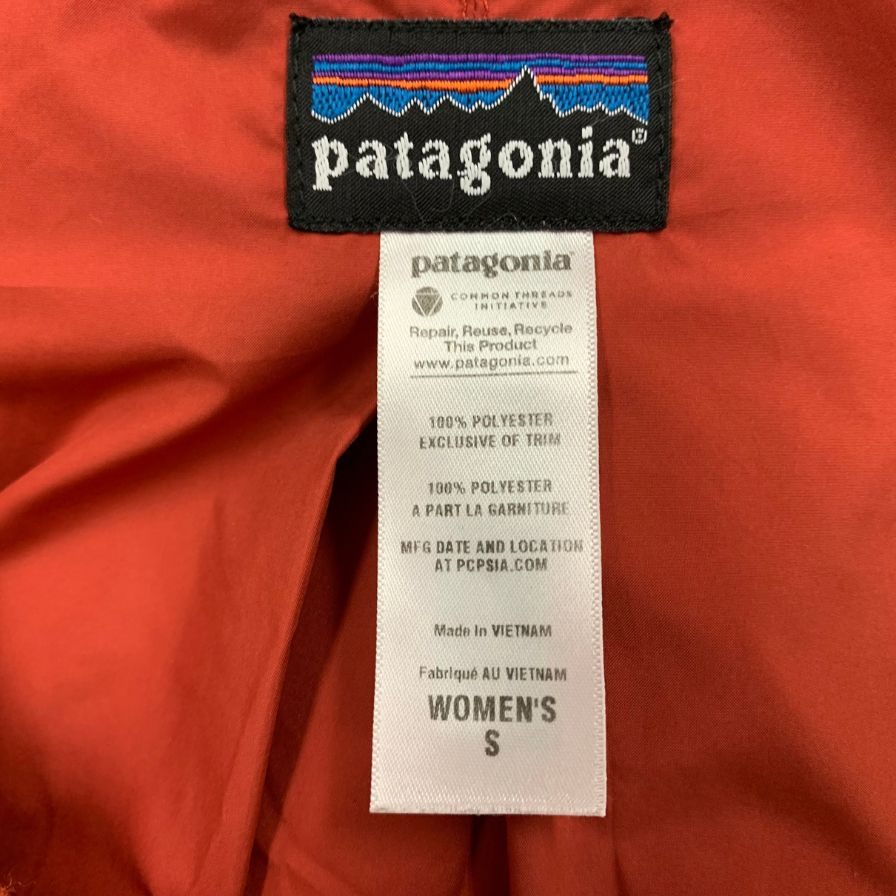 patagonia®
patagonia®
COMMON THREADS
INITIATIVE
Repair, Reuse, Recycle
This Product
www.patagonia.com
100% POLYESTER
EXCLUSIVE OF TRIM
100% POLYESTER
A PART LA GARNITURE
MFG DATE AND LOCATION
AT PCPSIA.COM
Made in VIETNAM
Fabriqué AU VIETNAM
WOMEN'S
S